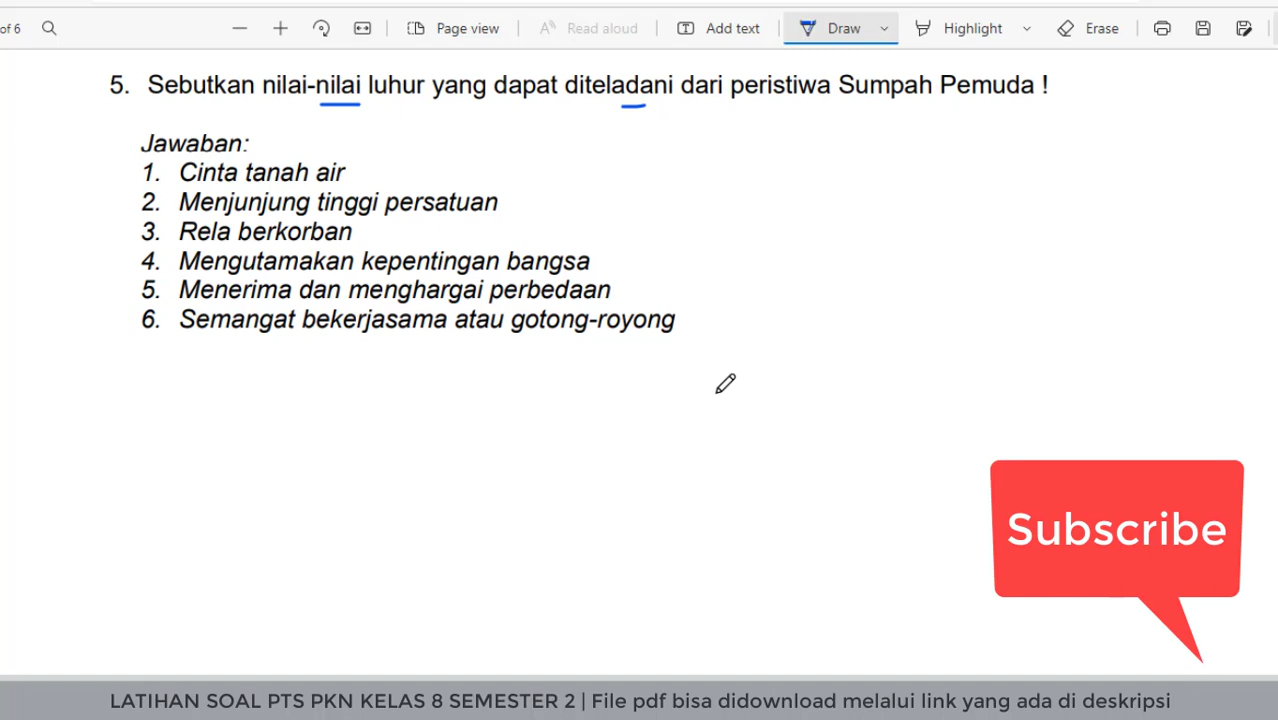 of 6 Page view Read aloud Add text Draw Highlight Erase
5. Sebutkan nilai-nilai luhur yang dapat diteladani dari peristiwa Sumpah Pemuda !
Jawaban:
1. Cinta tanah air
2. Menjunjung tinggi persatuan
3. Rela berkorban
4. Mengutamakan kepentingan bangsa
5. Menerima dan menghargai perbedaan
6. Semangat bekerjasama atau gotong-royong
Subscribe
LATIHAN SOAL PTS PKN KELAS 8 SEMESTER 2 | File pdf bisa didownload melalui link yang ada di deskripsi